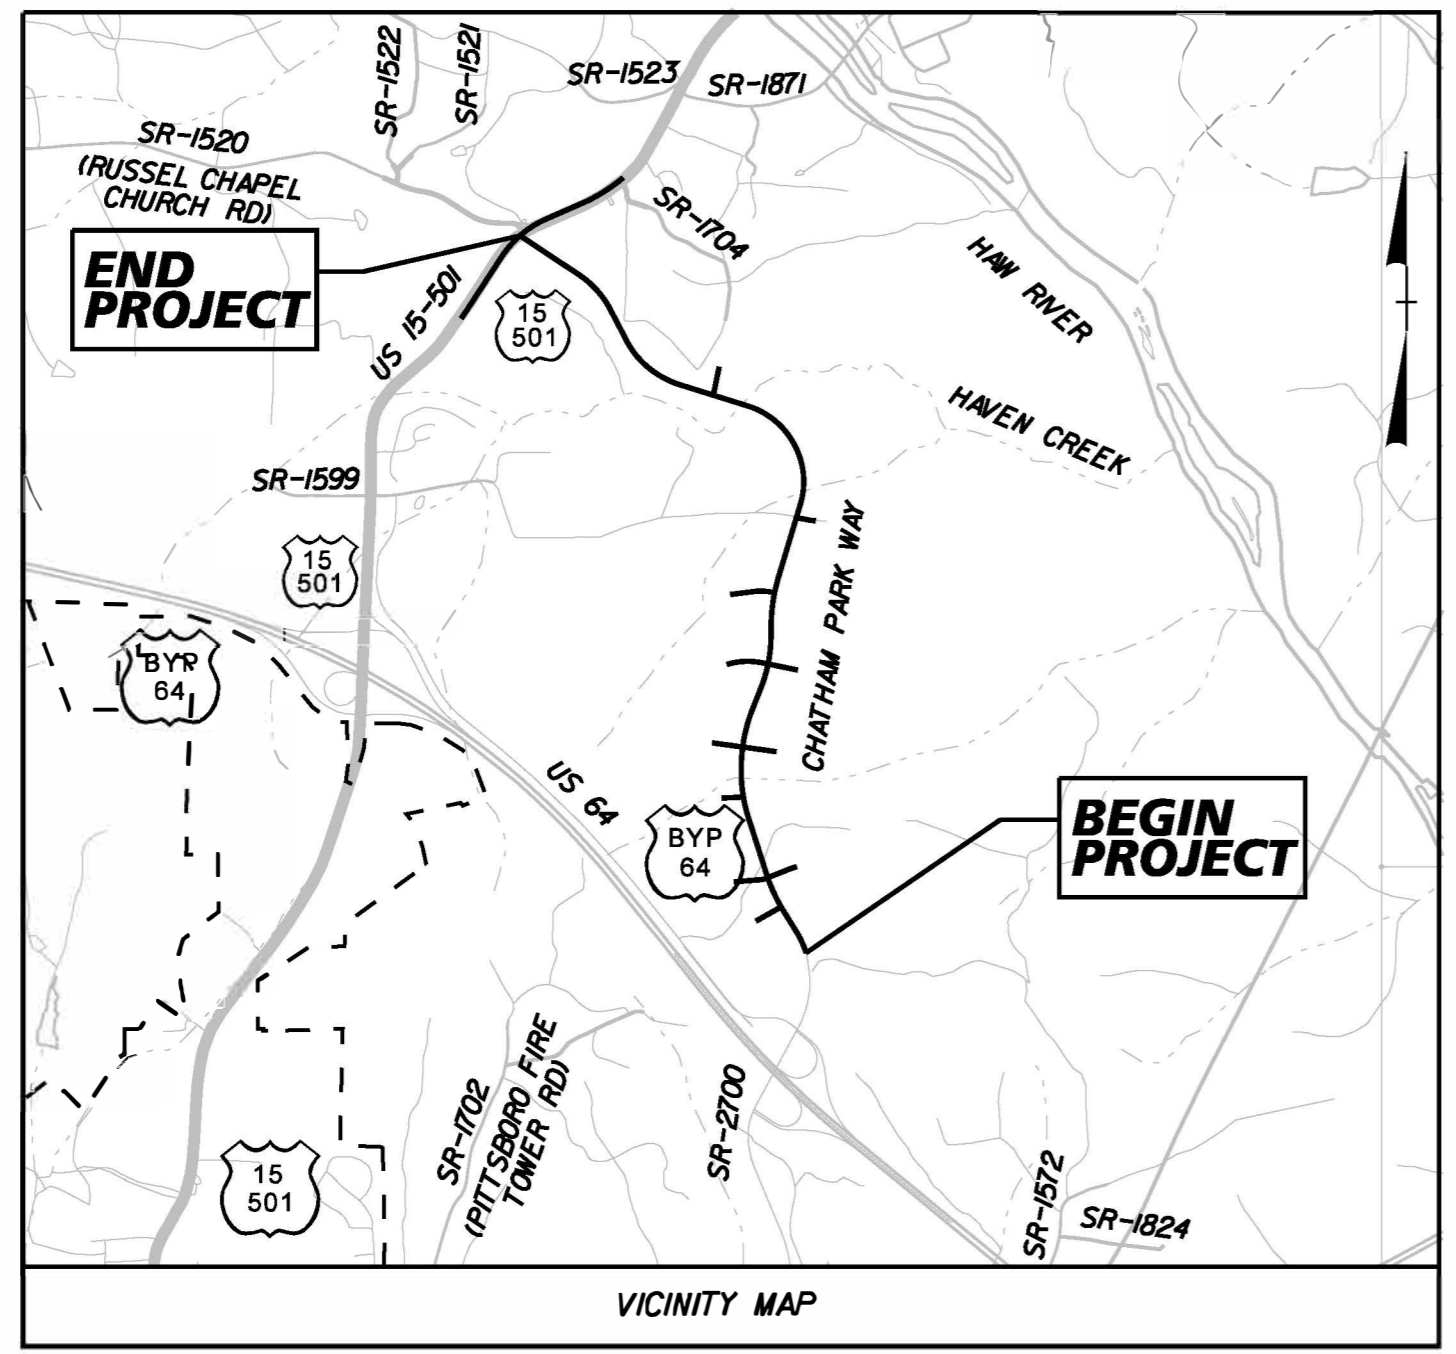 SR-1522
SR-1521
SR-1523
SR-1871
SR-1520
(RUSSEL CHAPEL
CHURCH RD)
SR-1704
END
PROJECT
US 15-501
15
501
HAW RIVER
HAVEN CREEK
SR-1599
15
501
CHATHAM PARK WAY
BYP
64
US 64
BYP
64
BEGIN
PROJECT
SR-1702
(PITTSBORO FIRE
TOWER RD)
SR-2700
15
501
SR-1572
SR-1824
VICINITY MAP